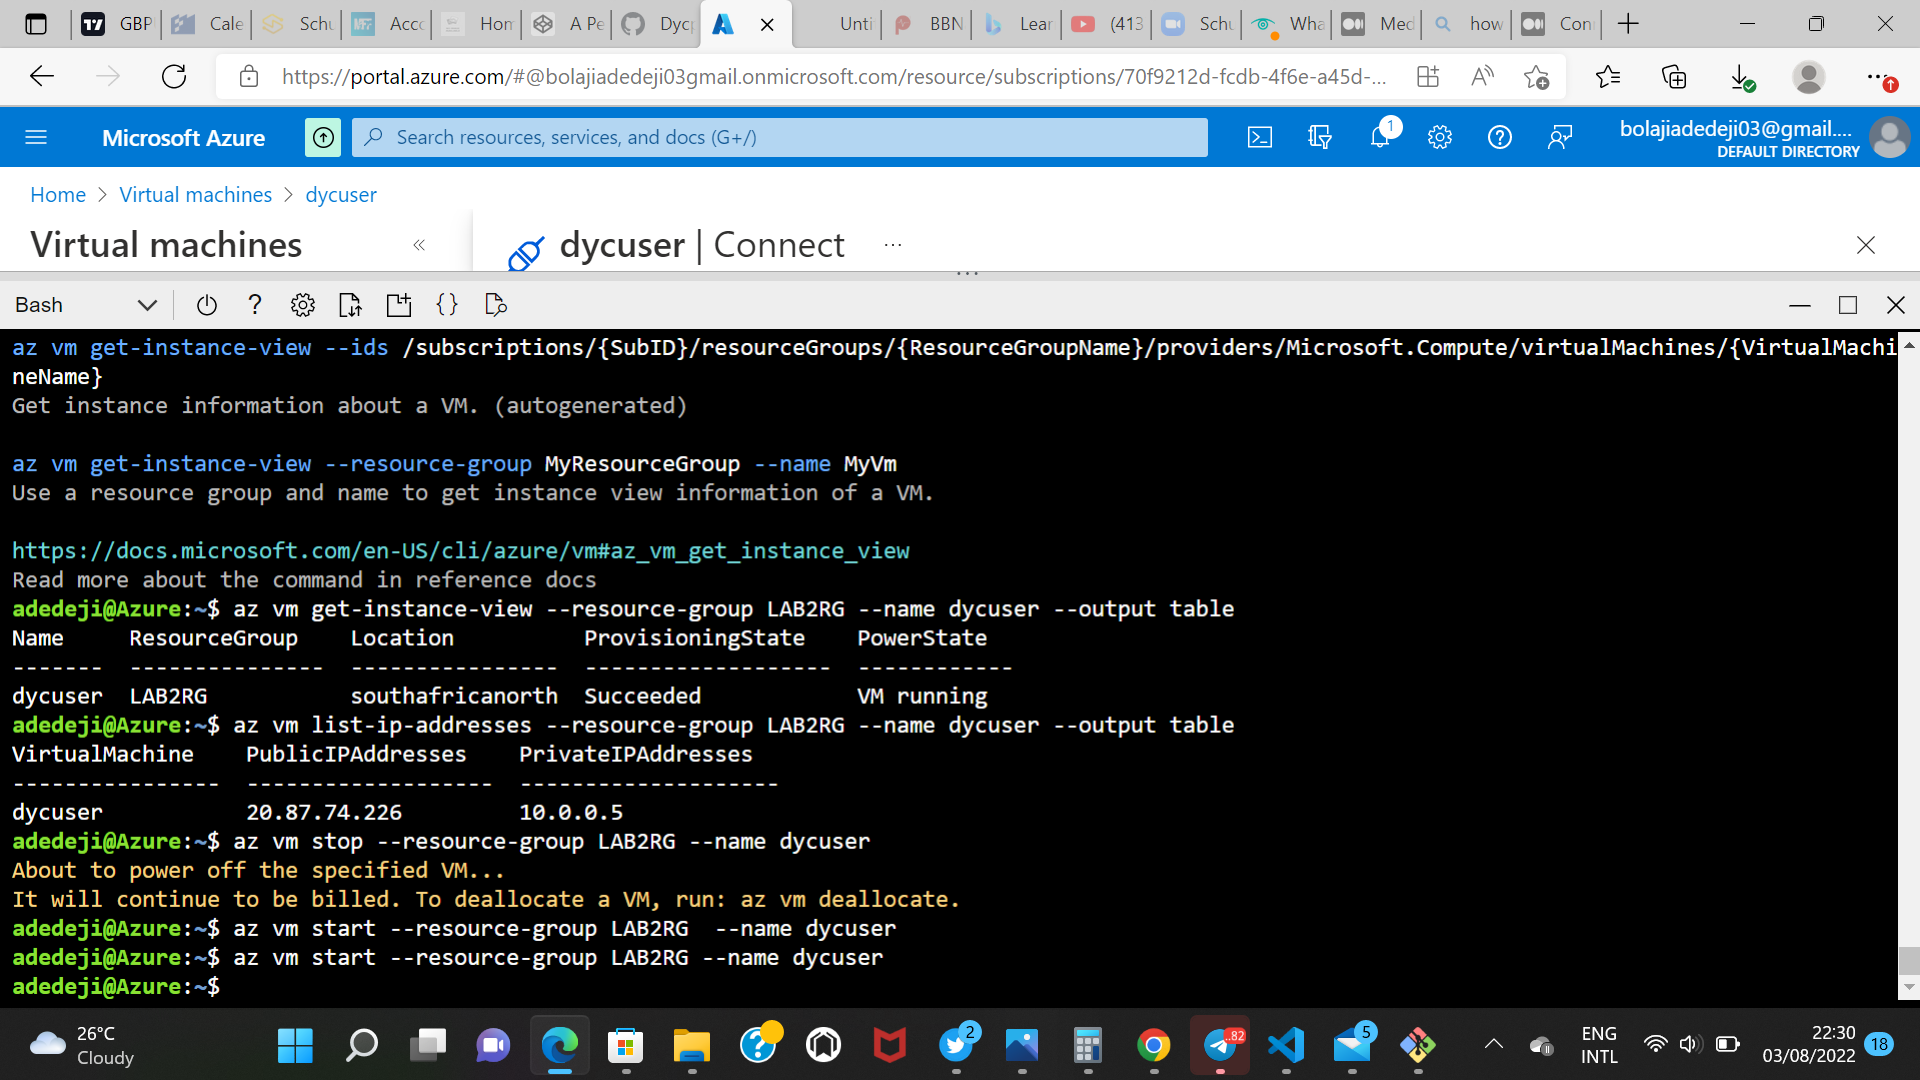 GBP
Cale
Schu
Acco
Hom
A Pe
Dycp
Unti
BBN
Lear
(413
Schu
Wha
Med
how
Con
https://portal.azure.com/#@bolajiadedeji03gmail.onmicrosoft.com/resource/subscriptions/70f9212d-fcdb-4f6e-a45d-...
Microsoft Azure
Search resources, services, and docs (G+/)
1
bolajiadedeji03@gmail....
DEFAULT DIRECTORY
Home > Virtual machines > dycuser
Virtual machines
«
dycuser | Connect
...
Bash
?
{}
az vm get-instance-view --ids /subscriptions/{SubID}/resourceGroups/{ResourceGroupName}/providers/Microsoft.Compute/virtualMachines/{VirtualMachi
neName}
Get instance information about a VM. (autogenerated)
az vm get-instance-view --resource-group MyResourceGroup --name MyVm
Use a resource group and name to get instance view information of a VM.
https://docs.microsoft.com/en-US/cli/azure/vm#az_vm_get_instance_view
Read more about the command in reference docs
adedeji@Azure:~$ az vm get-instance-view --resource-group LAB2RG --name dycuser --output table
Name ResourceGroup Location ProvisioningState PowerState
------- --------------- ---------------- ------------------- ------------
dycuser LAB2RG southafricanorth Succeeded VM running
adedeji@Azure:~$ az vm list-ip-addresses --resource-group LAB2RG --name dycuser --output table
VirtualMachine PublicIPAddresses PrivateIPAddresses
---------------- ------------------- --------------------
dycuser 20.87.74.226 10.0.0.5
adedeji@Azure:~$ az vm stop --resource-group LAB2RG --name dycuser
About to power off the specified VM...
It will continue to be billed. To deallocate a VM, run: az vm deallocate.
adedeji@Azure:~$ az vm start --resource-group LAB2RG  --name dycuser
adedeji@Azure:~$ az vm start --resource-group LAB2RG --name dycuser
adedeji@Azure:~$
26°C
Cloudy
2
..82
5
ENG
INTL
22:30
03/08/2022
18